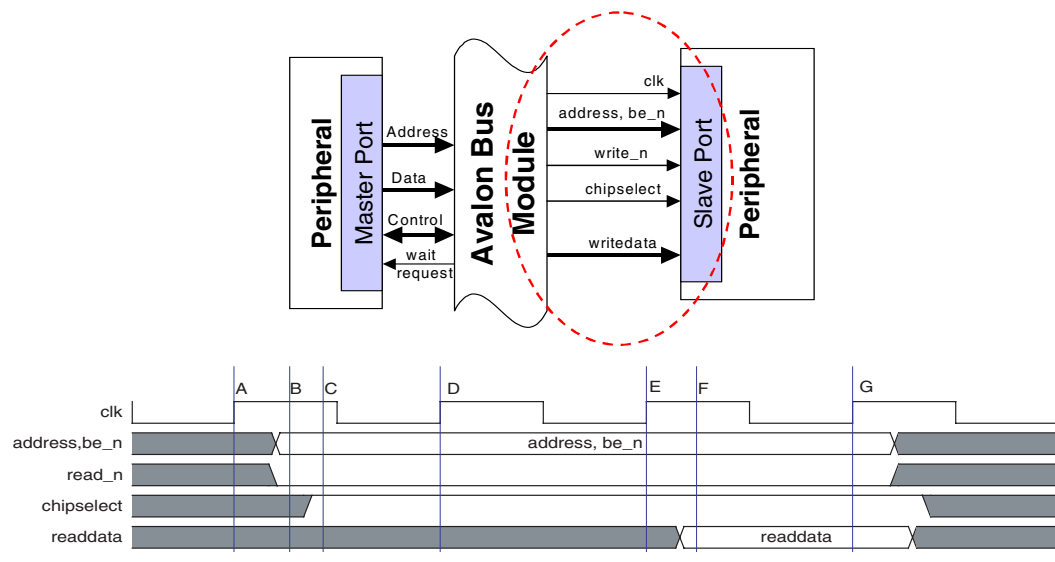 Peripheral
Master Port
Address
Data
Control
wait
request
Avalon Bus
Module
clk
address, be_n
write_n
chipselect
writedata
Slave Port
Peripheral
A B C D E F G
clk
address,be_n address, be_n
read_n
chipselect
readdata readdata